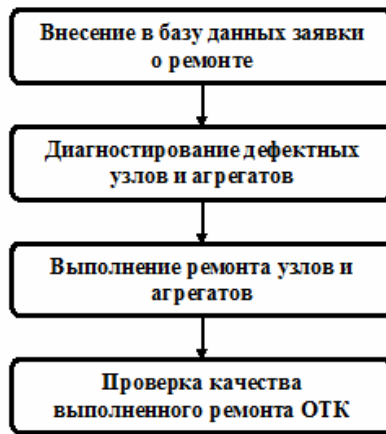 Внесение в базу данных заявки
о ремонте
Диагностирование дефектных
узлов и агрегатов
Выполнение ремонта узлов и
агрегатов
Проверка качества
выполненного ремонта ОТК